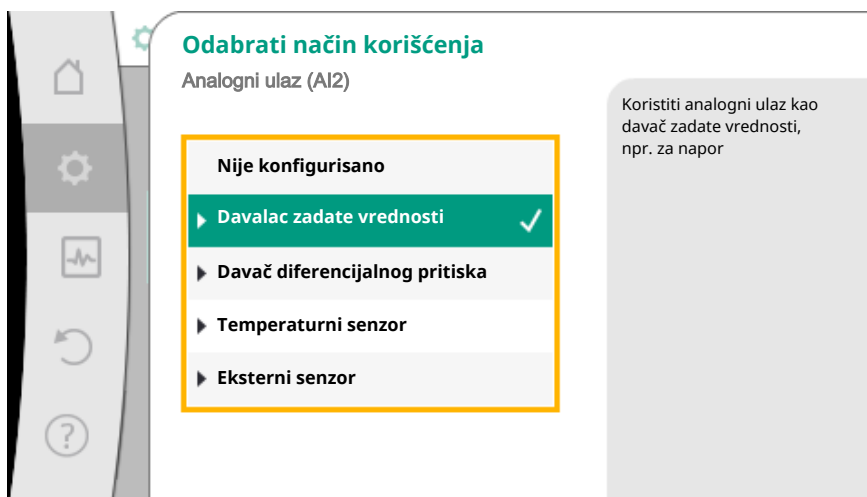 Odabrati način korišćenja
Analogni ulaz (AI2)
Nije konfigurisano
Davalac zadate vrednosti
Davač diferencijalnog pritiska
Temperaturni senzor
Eksterni senzor
Koristiti analogni ulaz kao
davač zadate vrednosti,
npr. za napor